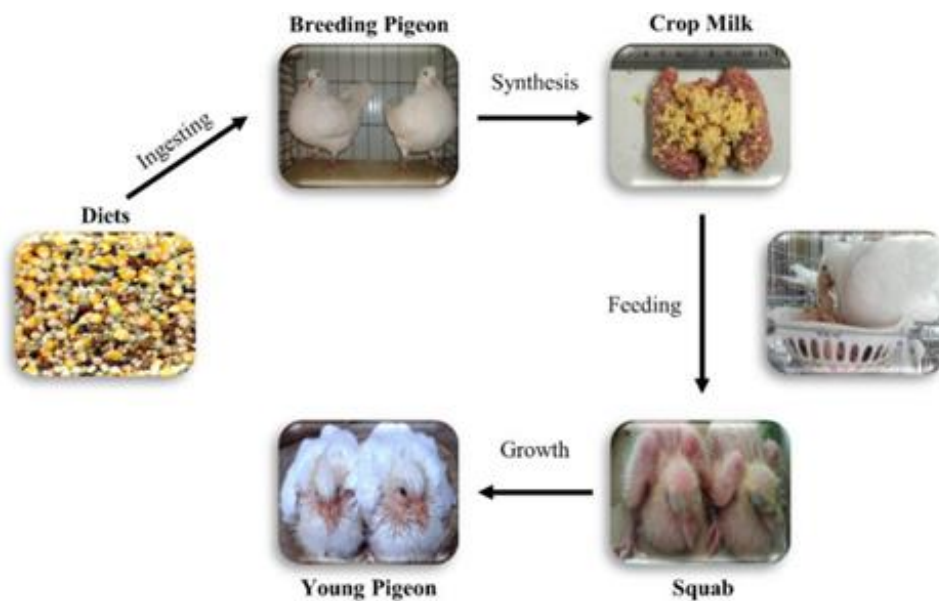 Breeding Pigeon
Crop Milk
Synthesis
Ingesting
Diets
Feeding
Growth
Young Pigeon
Squab